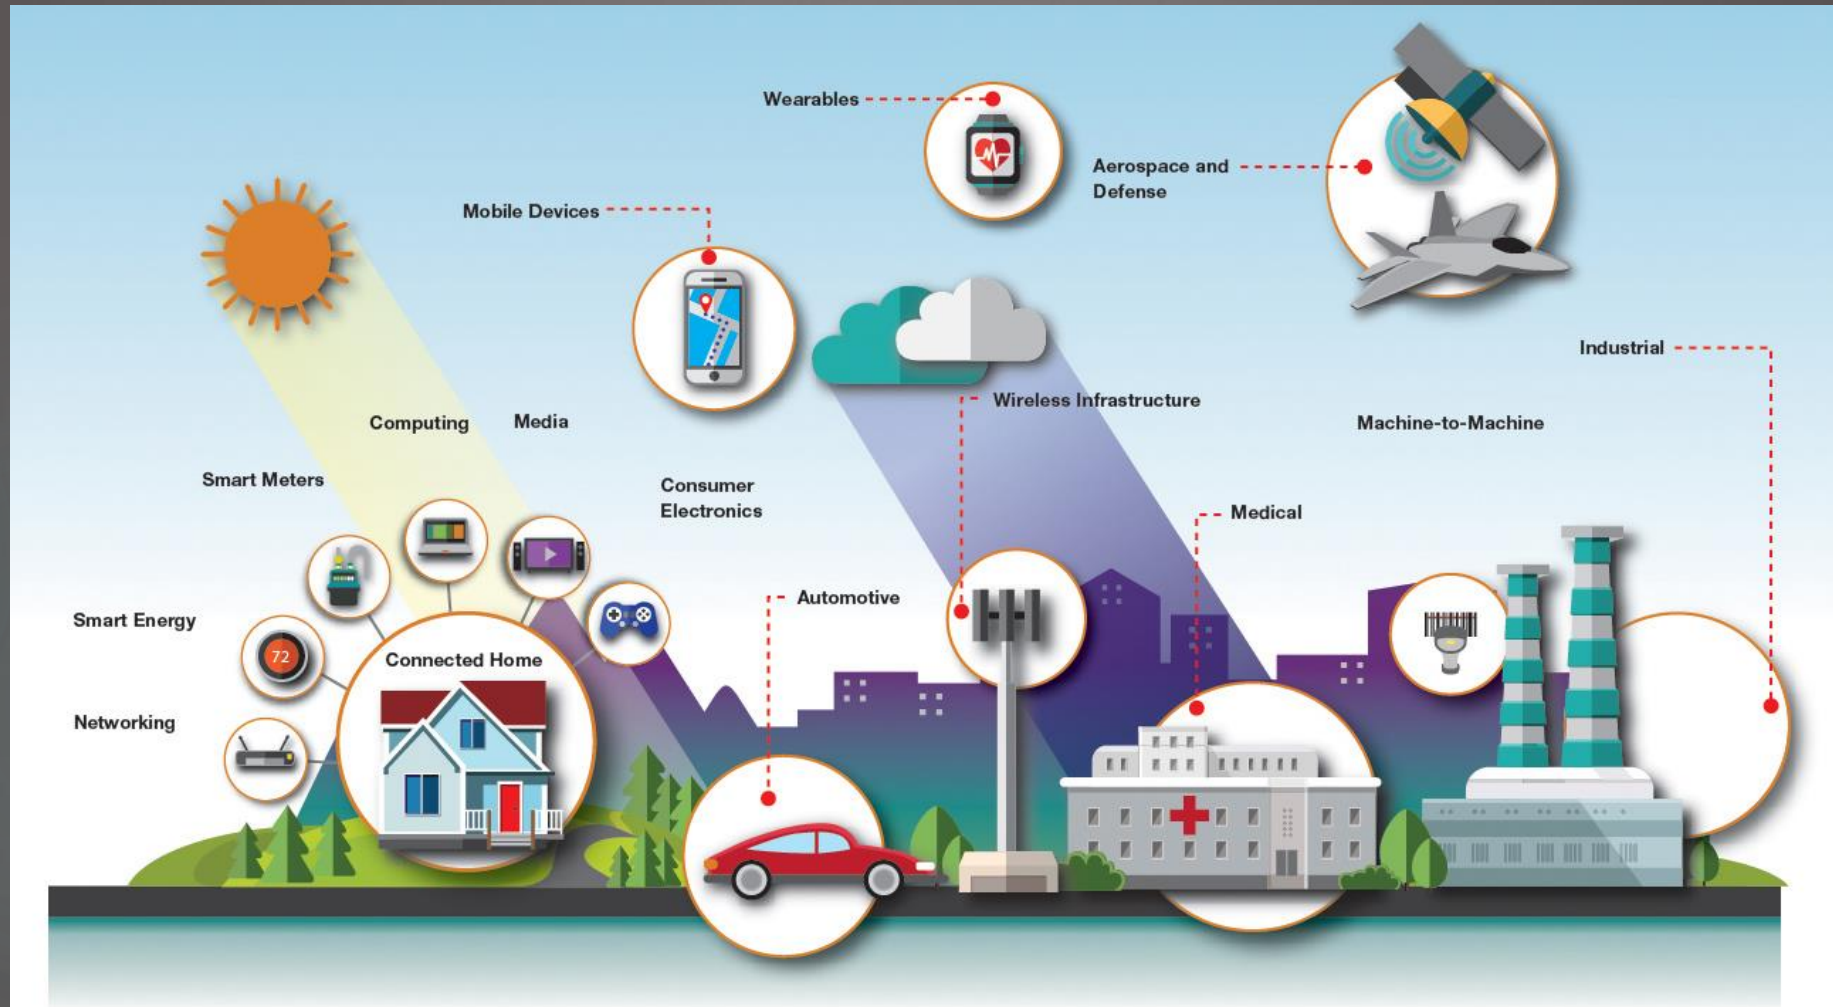 Wearables
Aerospace and
Defense
Mobile Devices
Industrial
Wireless Infrastructure
Computing
Media
Machine-to-Machine
Smart Meters
Consumer
Electronics
Medical
Automotive
Smart Energy
72
Connected Home
Networking